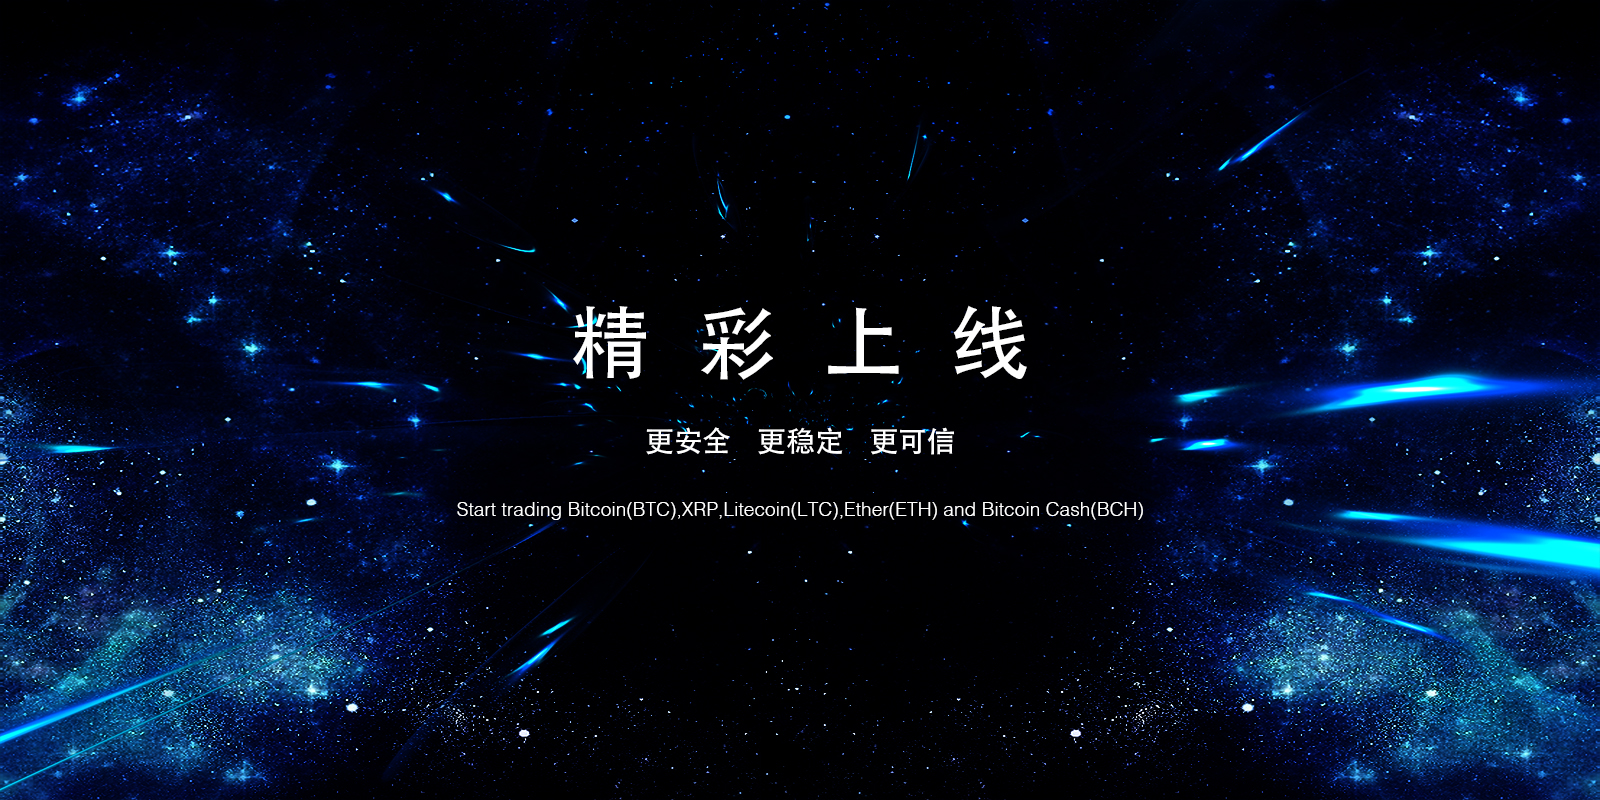 精彩上线
更安全 更稳定 更可信
Start trading Bitcoin(BTC),XRP,Litecoin(LTC),Ether(ETH) and Bitcoin Cash(BCH)